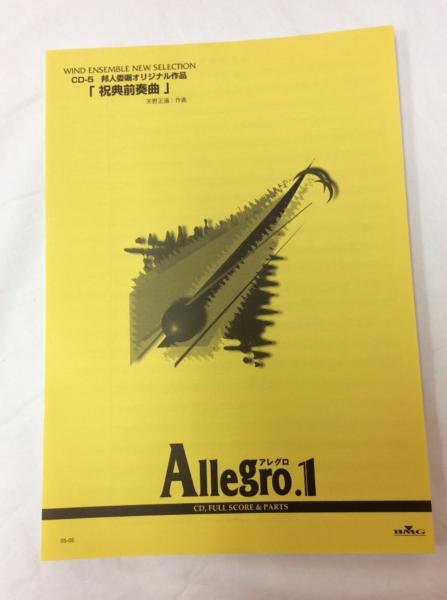 WIND ENSEMBLE NEW SELECTION
CD-5 邦人委嘱オリジナル作品
「 祝典前奏曲 」
天野正道：作曲
アレグロ
Allegro.1
CD, FULL SCORE & PARTS
05-05
BMG